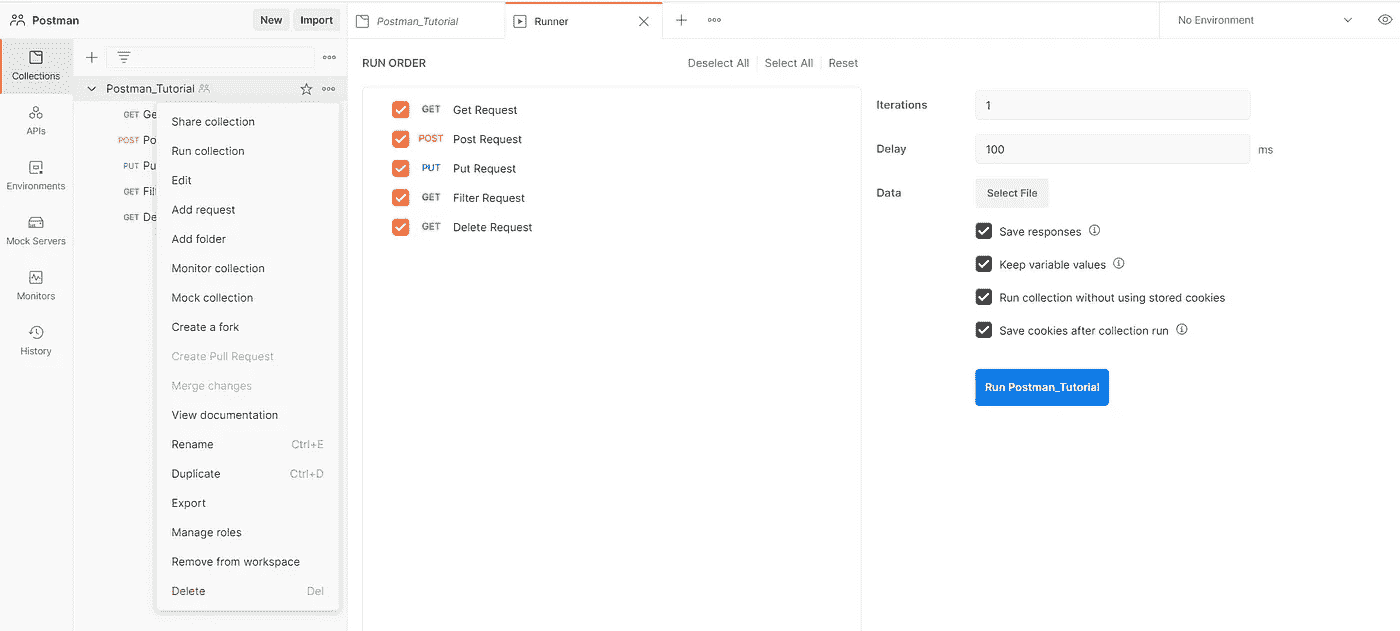 Postman
New
Import
Postman_Tutorial
Runner
No Environment
Collections
APIs
Environments
Mock Servers
Monitors
History
Postman_Tutorial
GET Ge
POST Po
PUT Pu
GET Fil
GET De
Share collection
Run collection
Edit
Add request
Add folder
Monitor collection
Mock collection
Create a fork
Create Pull Request
Merge changes
View documentation
Rename Ctrl+E
Duplicate Ctrl+D
Export
Manage roles
Remove from workspace
Delete Del
RUN ORDER
Deselect All Select All Reset
GET Get Request
POST Post Request
PUT Put Request
GET Filter Request
GET Delete Request
Iterations 1
Delay 100 ms
Data Select File
Save responses
Keep variable values
Run collection without using stored cookies
Save cookies after collection run
Run Postman_Tutorial